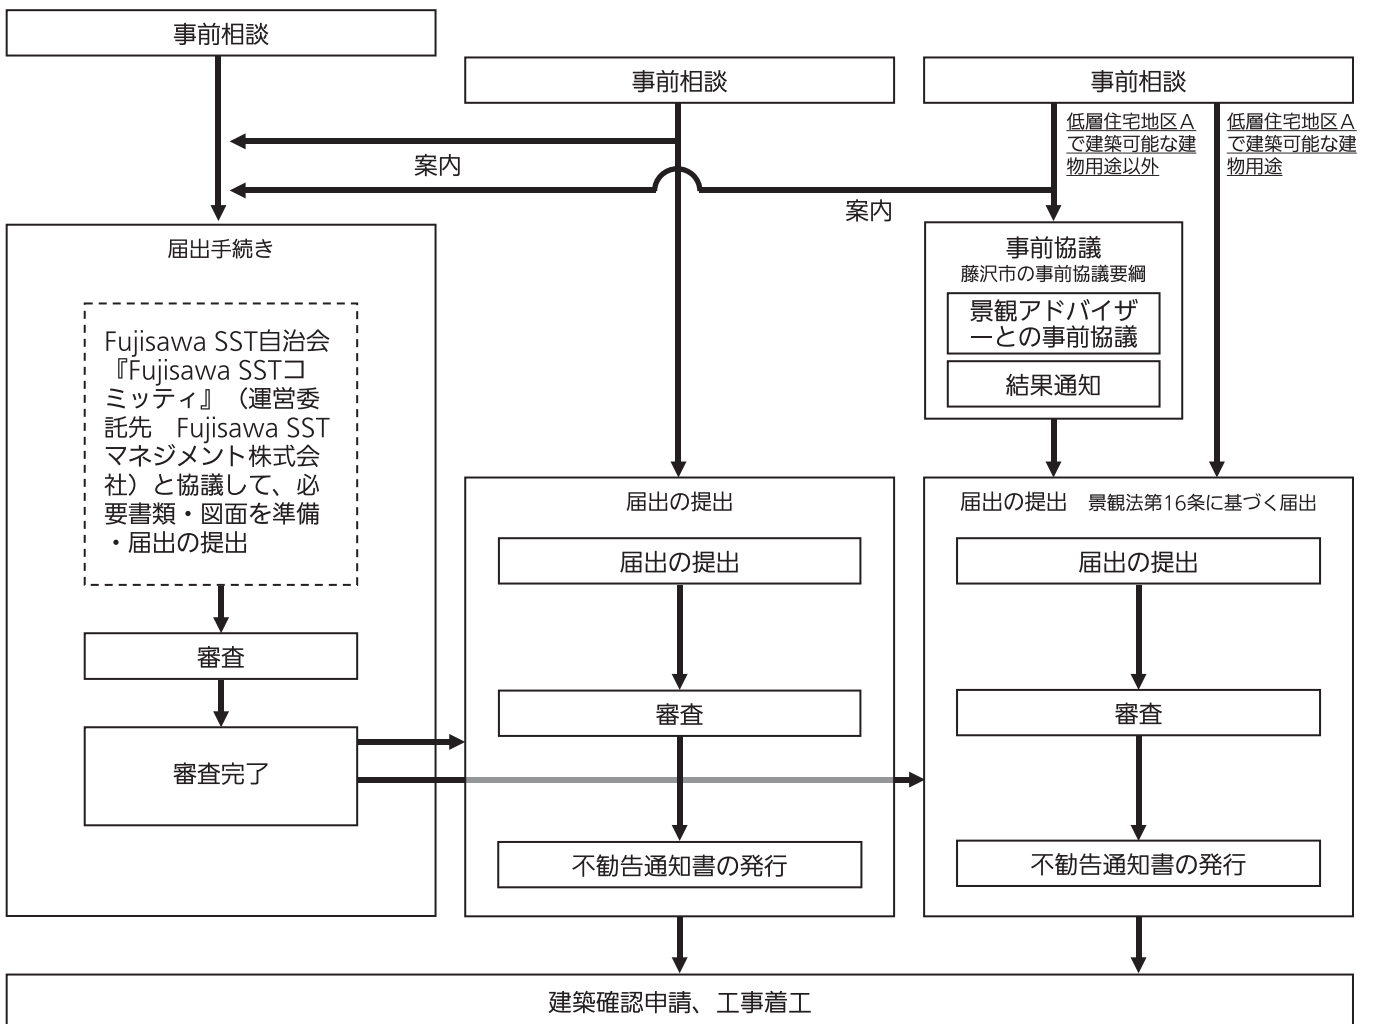 事前相談
事前相談
事前相談
低層住宅地区A
で建築可能な建
物用途以外
低層住宅地区A
で建築可能な建
物用途
案内
案内
届出手続き
Fujisawa SST自治会
『Fujisawa SSTコ
ミッティ』（運営委
託先　Fujisawa SST
マネジメント株式会
社）と協議して、必
要書類・図面を準備
・届出の提出
審査
審査完了
事前協議
藤沢市の事前協議要綱
景観アドバイザ
ーとの事前協議
結果通知
届出の提出
届出の提出
審査
不勧告通知書の発行
届出の提出　景観法第16条に基づく届出
届出の提出
審査
不勧告通知書の発行
建築確認申請、工事着工